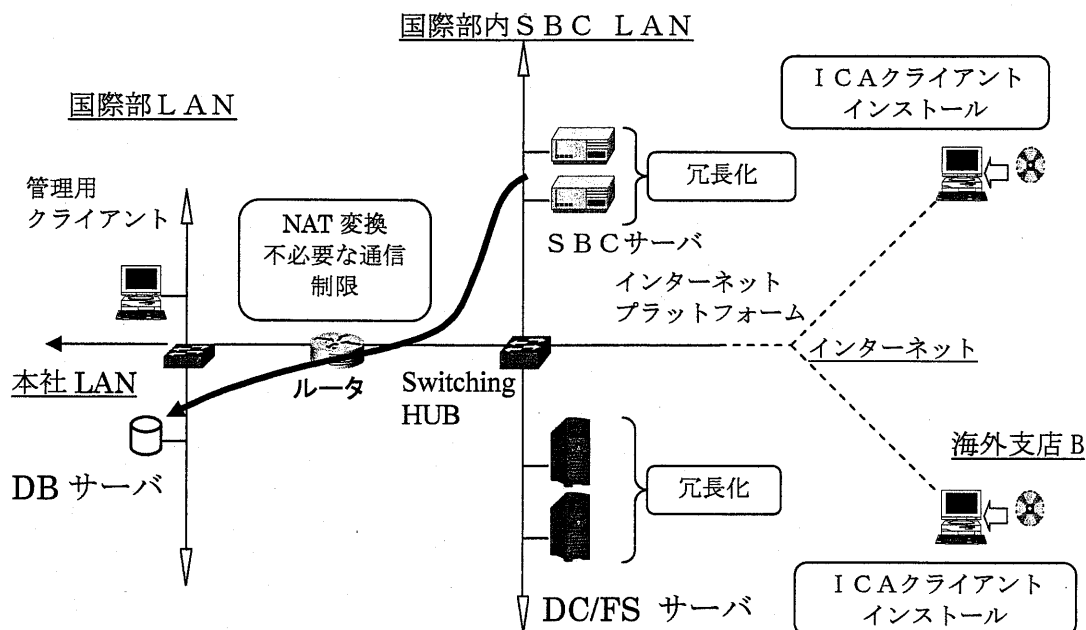 国際部内SBC LAN
ICAクライアント
インストール
国際部LAN
冗長化
管理用
クライアント
NAT 変換
不必要な通信
制限
SBCサーバ
インターネット
プラットフォーム
インターネット
本社 LAN
ルータ
Switching
HUB
海外支店 B
冗長化
DB サーバ
DC/FS サーバ
ICAクライアント
インストール